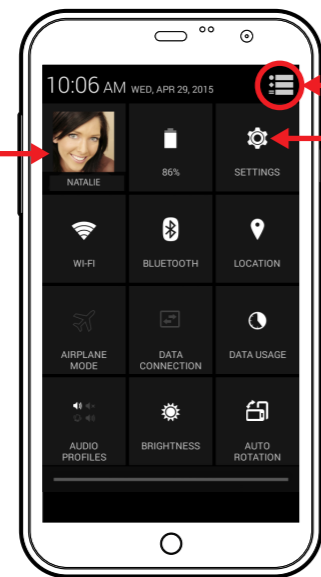 10:06 AM WED, APR 29, 2015
NATALIE
86%
SETTINGS
WI-FI
BLUETOOTH
LOCATION
AIRPLANE
MODE
DATA
CONNECTION
DATA USAGE
AUDIO
PROFILES
BRIGHTNESS
AUTO
ROTATION